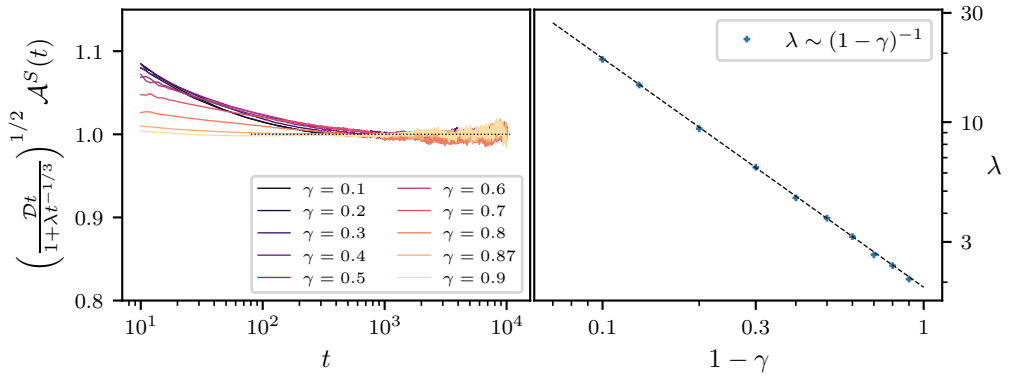 (𝒟t / 1+λt^{−1/3})^{1/2} 𝒜^S(t)
1.1
1.0
0.9
0.8
γ = 0.1
γ = 0.2
γ = 0.3
γ = 0.4
γ = 0.5
γ = 0.6
γ = 0.7
γ = 0.8
γ = 0.87
γ = 0.9
10^1
10^2
10^3
10^4
t
λ ∼ (1 − γ)^{−1}
30
10
3
λ
0.1
0.3
1
1 − γ